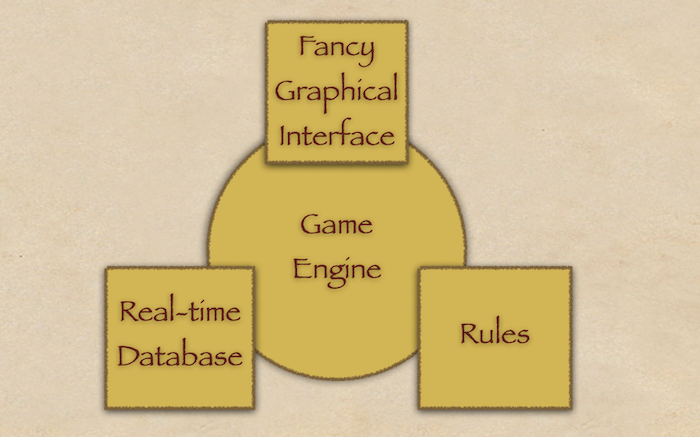 Fancy
Graphical
Interface
Game
Engine
Real-time
Database
Rules